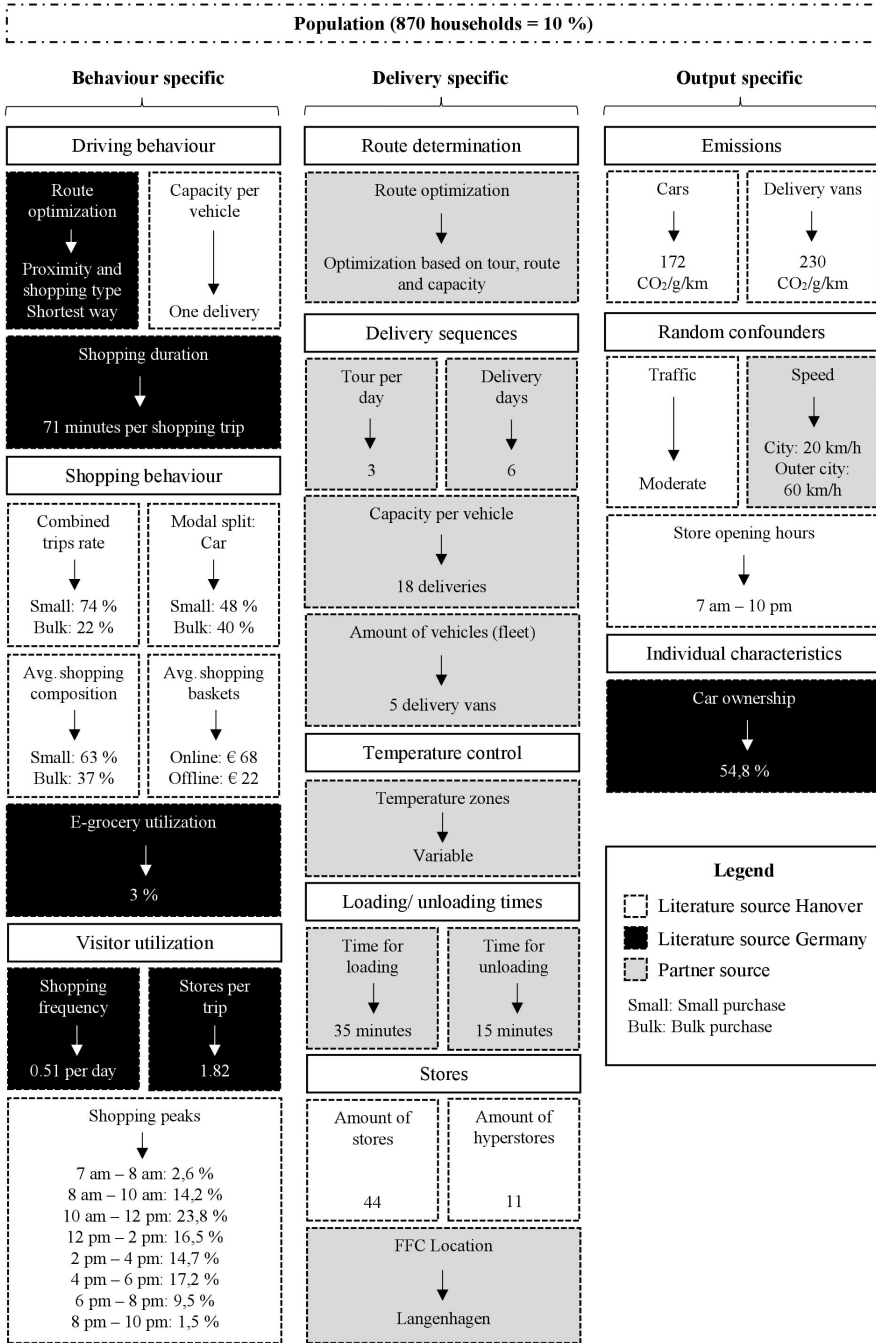 Population (870 households = 10 %)
Behaviour specific
Driving behaviour
Route
optimization
Proximity and
shopping type
Shortest way
Capacity per
vehicle
One delivery
Shopping duration
71 minutes per shopping trip
Shopping behaviour
Combined
trips rate
Small: 74 %
Bulk: 22 %
Modal split:
Car
Small: 48 %
Bulk: 40 %
Avg. shopping
composition
Small: 63 %
Bulk: 37 %
Avg. shopping
baskets
Online: € 68
Offline: € 22
E-grocery utilization
3 %
Visitor utilization
Shopping
frequency
0.51 per day
Stores per
trip
1.82
Shopping peaks
7 am – 8 am: 2,6 %
8 am – 10 am: 14,2 %
10 am – 12 pm: 23,8 %
12 pm – 2 pm: 16,5 %
2 pm – 4 pm: 14,7 %
4 pm – 6 pm: 17,2 %
6 pm – 8 pm: 9,5 %
8 pm – 10 pm: 1,5 %
Delivery specific
Route determination
Route optimization
Optimization based on tour, route
and capacity
Delivery sequences
Tour per
day
3
Delivery
days
6
Capacity per vehicle
18 deliveries
Amount of vehicles (fleet)
5 delivery vans
Temperature control
Temperature zones
Variable
Loading/ unloading times
Time for
loading
35 minutes
Time for
unloading
15 minutes
Stores
Amount of
stores
44
Amount of
hyperstores
11
FFC Location
Langenhagen
Output specific
Emissions
Cars
172
CO₂/g/km
Delivery vans
230
CO₂/g/km
Random confounders
Traffic
Moderate
Speed
City: 20 km/h
Outer city:
60 km/h
Store opening hours
7 am – 10 pm
Individual characteristics
Car ownership
54,8 %
Legend
Literature source Hanover
Literature source Germany
Partner source
Small: Small purchase
Bulk: Bulk purchase